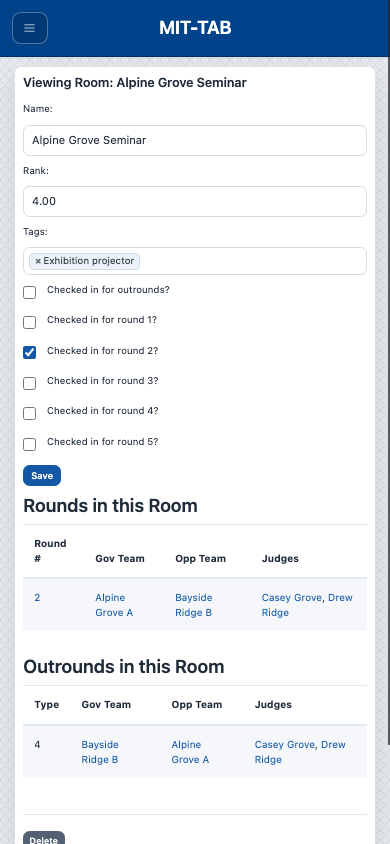 MIT-TAB
Viewing Room: Alpine Grove Seminar
Name:
Alpine Grove Seminar
Rank:
4.00
Tags:
× Exhibition projector
Checked in for outrounds?
Checked in for round 1?
Checked in for round 2?
Checked in for round 3?
Checked in for round 4?
Checked in for round 5?
Save
Rounds in this Room
Round
# Gov Team Opp Team Judges
2 Alpine Bayside Casey Grove, Drew
Grove A Ridge B Ridge
Outrounds in this Room
Type Gov Team Opp Team Judges
4 Bayside Alpine Casey Grove, Drew
Ridge B Grove A Ridge
Delete